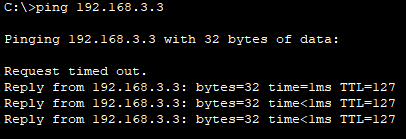 C:\>ping 192.168.3.3
Pinging 192.168.3.3 with 32 bytes of data:
Request timed out.
Reply from 192.168.3.3: bytes=32 time=1ms TTL=127
Reply from 192.168.3.3: bytes=32 time<1ms TTL=127
Reply from 192.168.3.3: bytes=32 time<1ms TTL=127